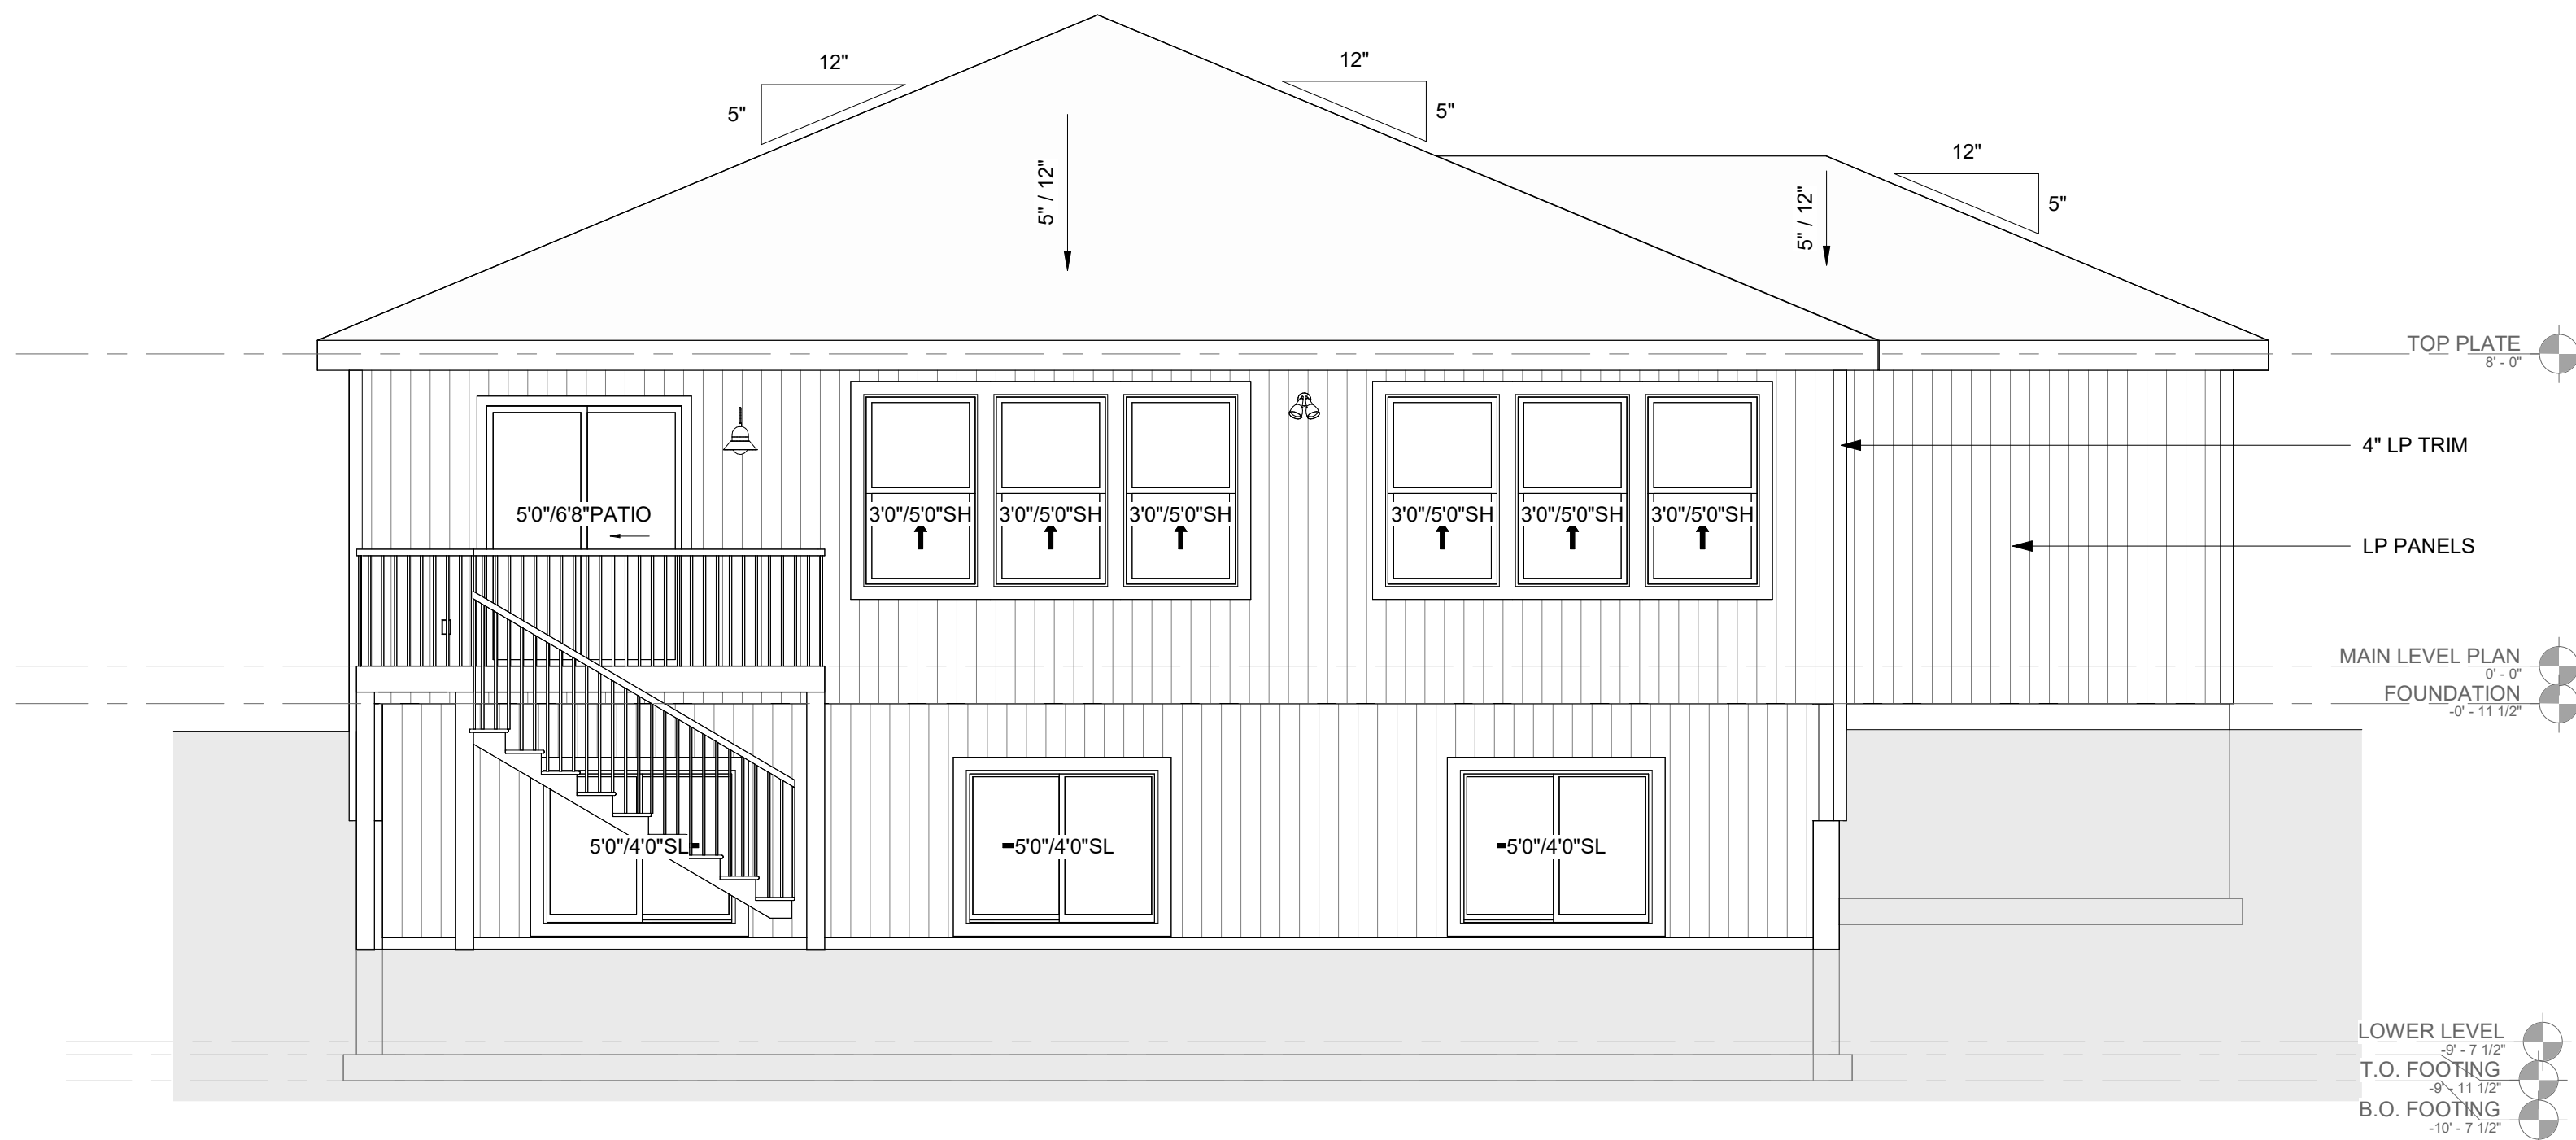 12"
5"
12"
5"
5" / 12"
12"
5"
5" / 12"
TOP PLATE
8' - 0"
4" LP TRIM
5'0"/6'8"PATIO
3'0"/5'0"SH
3'0"/5'0"SH
3'0"/5'0"SH
3'0"/5'0"SH
3'0"/5'0"SH
3'0"/5'0"SH
LP PANELS
MAIN LEVEL PLAN
0' - 0"
FOUNDATION
-0' - 11 1/2"
5'0"/4'0"SL
5'0"/4'0"SL
5'0"/4'0"SL
LOWER LEVEL
-9' - 7 1/2"
T.O. FOOTING
-9' - 11 1/2"
B.O. FOOTING
-10' - 7 1/2"